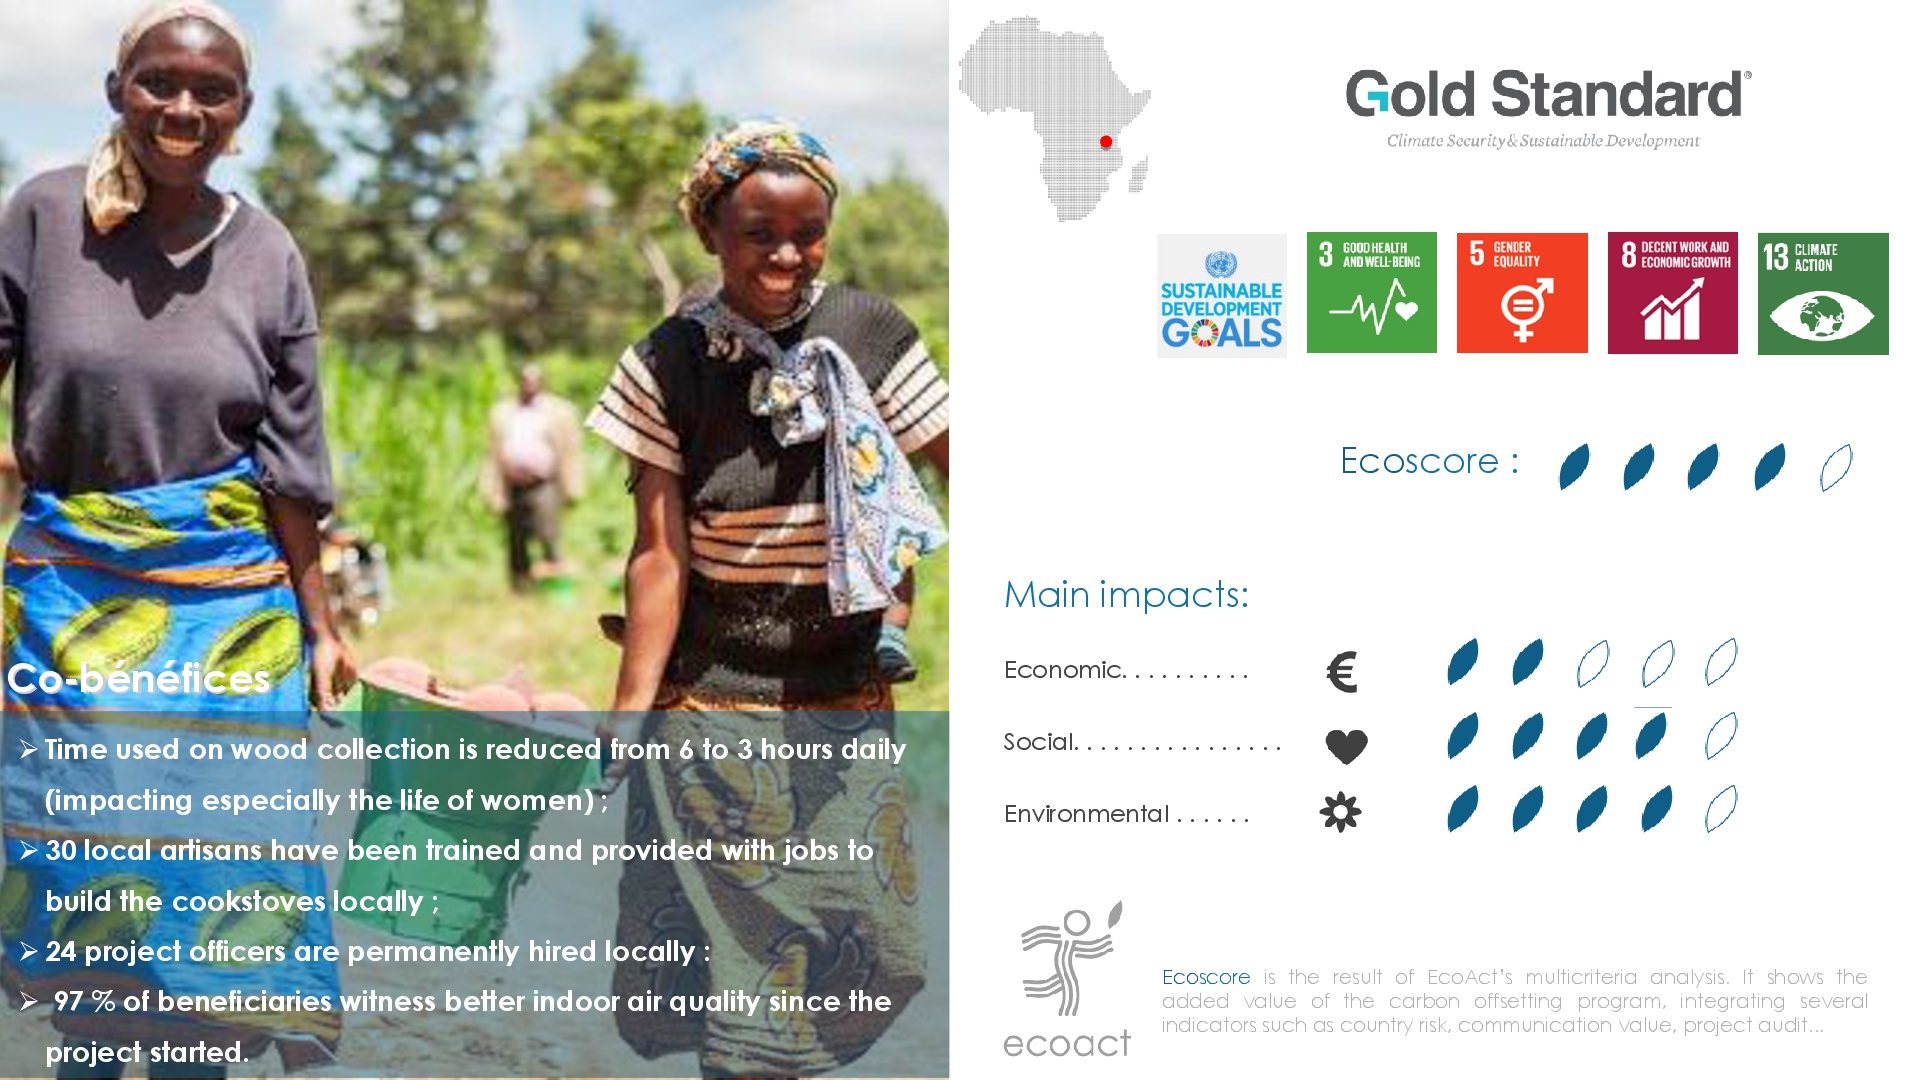 Gold Standard®
Climate Security & Sustainable Development
SUSTAINABLE
DEVELOPMENT
GOALS
3 GOOD HEALTH
AND WELL-BEING
5 GENDER
EQUALITY
8 DECENT WORK AND
ECONOMIC GROWTH
13 CLIMATE
ACTION
Ecoscore :
Main impacts:
Economic. . . . . . . . . . €
Social. . . . . . . . . . . . . . . .
Environmental . . . . . .
Co-bénéfices
➢ Time used on wood collection is reduced from 6 to 3 hours daily
(impacting especially the life of women) ;
➢ 30 local artisans have been trained and provided with jobs to
build the cookstoves locally ;
➢ 24 project officers are permanently hired locally :
➢ 97 % of beneficiaries witness better indoor air quality since the
project started.
ecoact
Ecoscore is the result of EcoAct's multicriteria analysis. It shows the
added value of the carbon offsetting program, integrating several
indicators such as country risk, communication value, project audit...